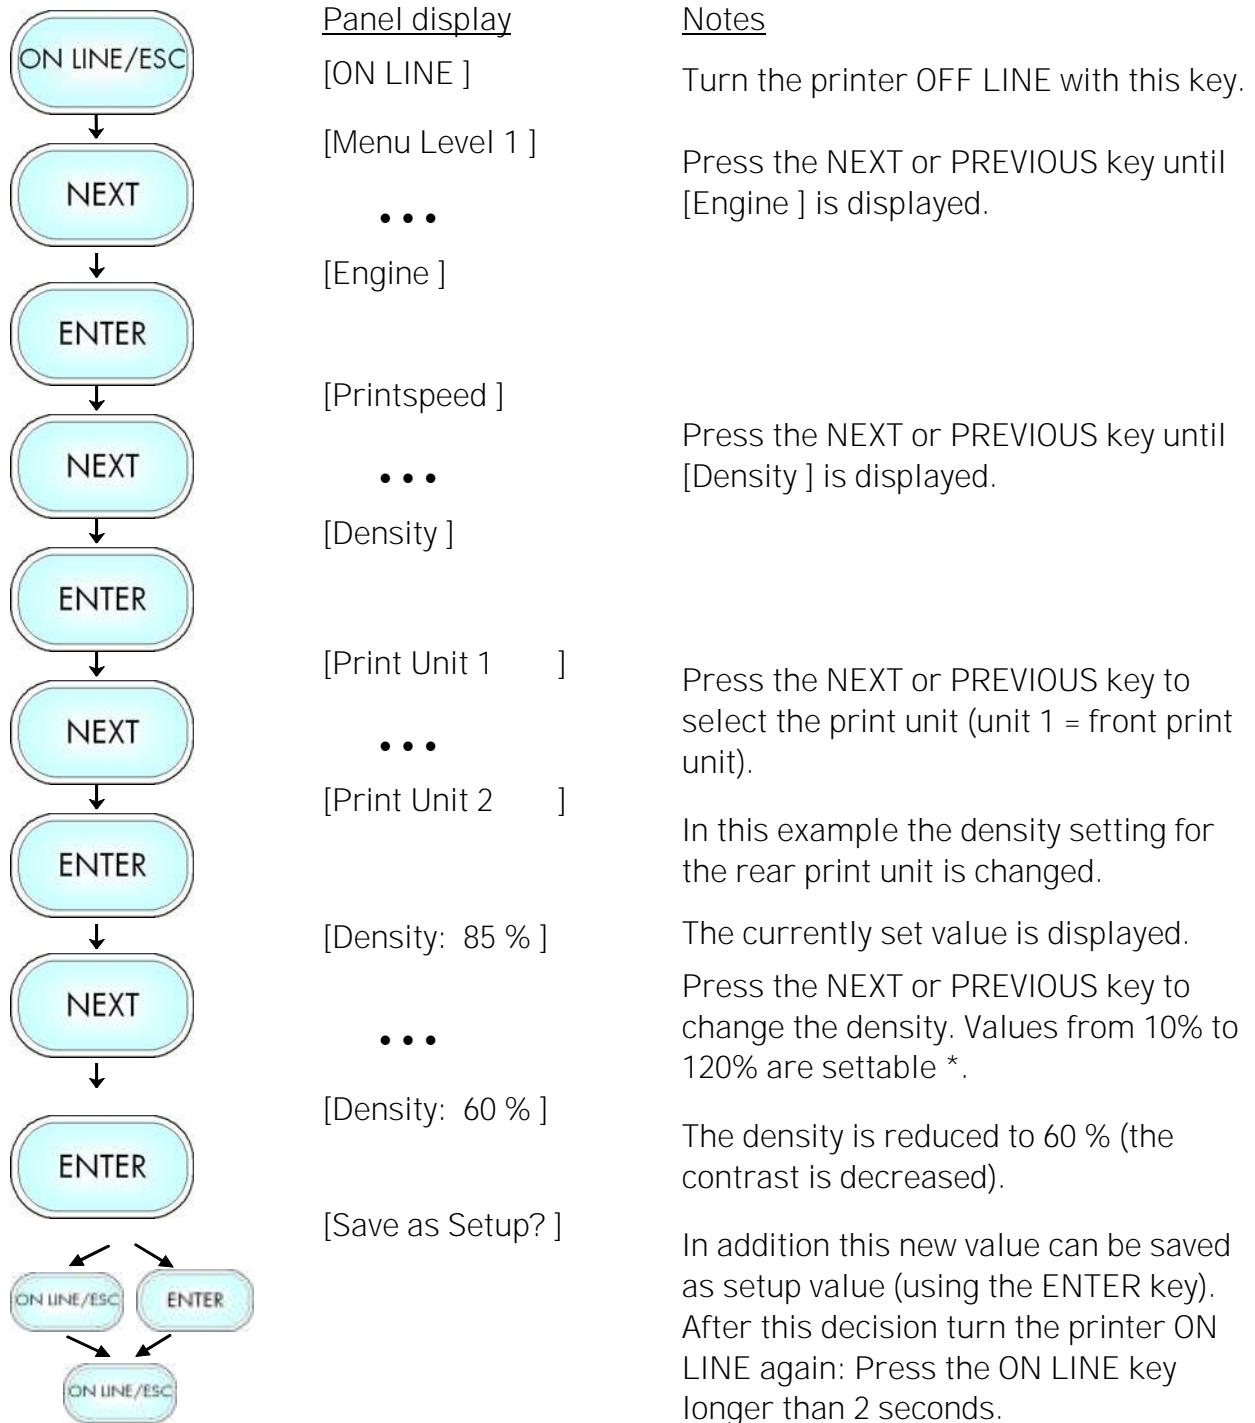 Panel display
Notes
ON LINE/ESC
[ON LINE ]
Turn the printer OFF LINE with this key.
NEXT
[Menu Level 1 ]
• • •
[Engine ]
Press the NEXT or PREVIOUS key until
[Engine ] is displayed.
ENTER
[Printspeed ]
NEXT
• • •
[Density ]
Press the NEXT or PREVIOUS key until
[Density ] is displayed.
ENTER
[Print Unit 1 ]
NEXT
• • •
[Print Unit 2 ]
Press the NEXT or PREVIOUS key to
select the print unit (unit 1 = front print
unit).
ENTER
In this example the density setting for
the rear print unit is changed.
[Density: 85 % ]
The currently set value is displayed.
NEXT
• • •
Press the NEXT or PREVIOUS key to
change the density. Values from 10% to
120% are settable *.
[Density: 60 % ]
ENTER
The density is reduced to 60 % (the
contrast is decreased).
[Save as Setup? ]
ON LINE/ESC
ENTER
ON LINE/ESC
In addition this new value can be saved
as setup value (using the ENTER key).
After this decision turn the printer ON
LINE again: Press the ON LINE key
longer than 2 seconds.